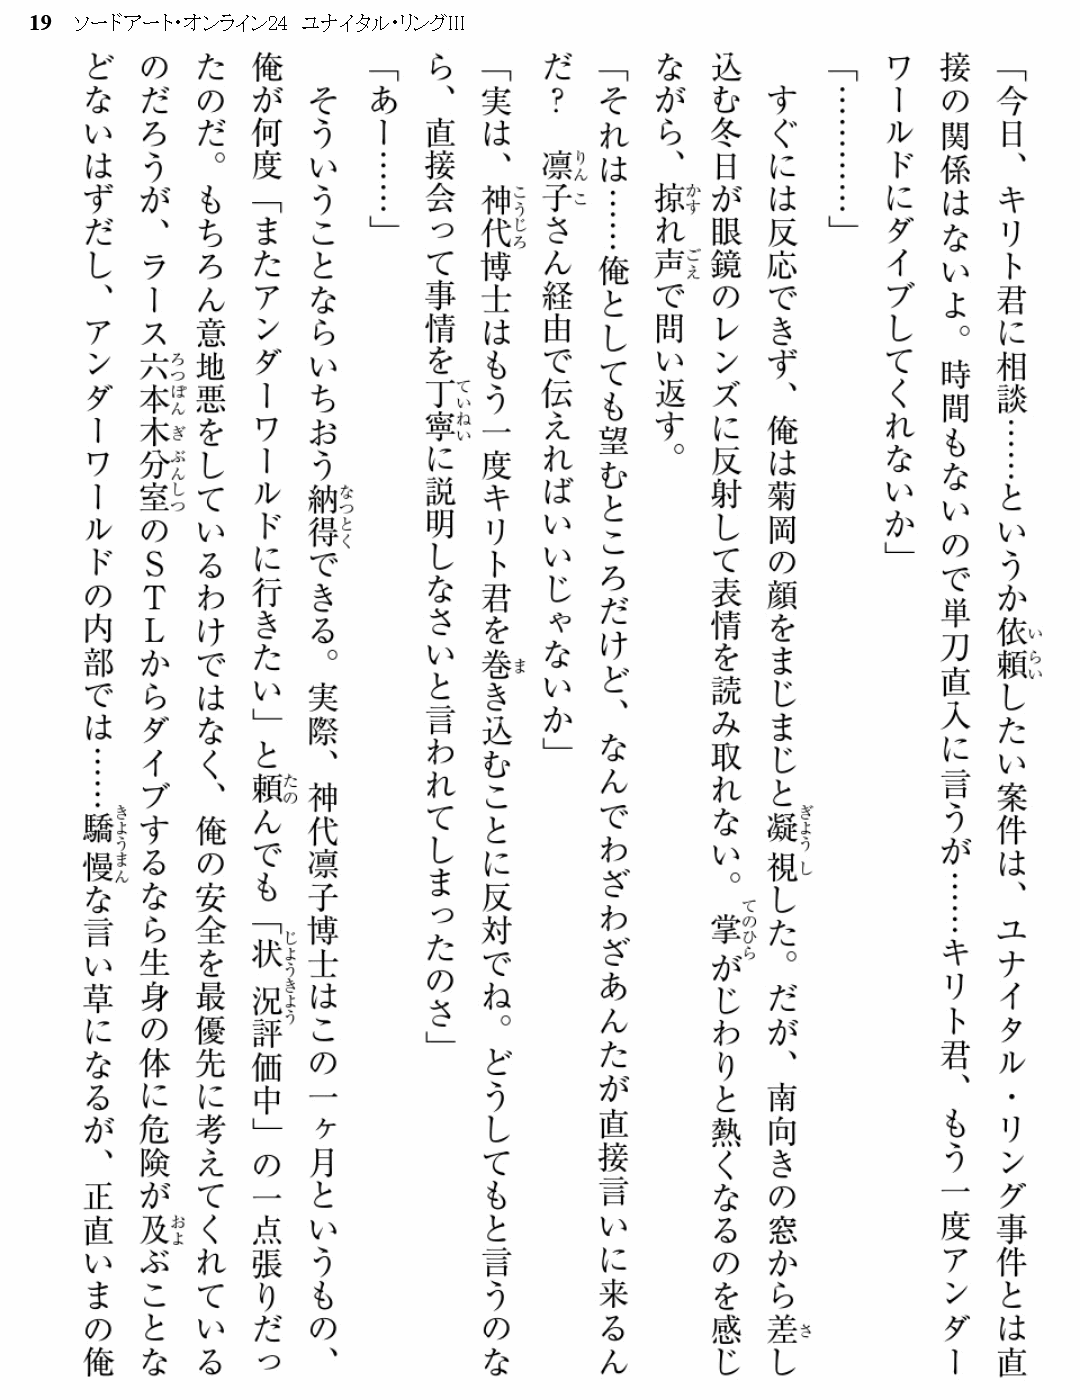 19 ソードアート・オンライン24 ユナイタル・リングIII
「今日、キリト君に相談……というか依頼したい案件は、ユナイタル・リング事件とは直
接の関係はないよ。時間もないので単刀直入に言うが……キリト君、もう一度アンダー
ワールドにダイブしてくれないか」
「…………」
すぐには反応できず、俺は菊岡の顔をまじまじと凝視した。だが、南向きの窓から差し
込む冬日が眼鏡のレンズに反射して表情を読み取れない。掌がじわりと熱くなるのを感じ
ながら、掠れ声で問い返す。
「それは……俺としても望むところだけど、なんでわざわざあんたが直接言いに来るん
だ？ 凛子さん経由で伝えればいいじゃないか」
「実は、神代博士はもう一度キリト君を巻き込むことに反対でね。どうしてもと言うのな
ら、直接会って事情を丁寧に説明しなさいと言われてしまったのさ」
「あー……」
そういうことならいちおう納得できる。実際、神代凛子博士はこの一ヶ月というもの、
俺が何度「またアンダーワールドに行きたい」と頼んでも「状況評価中」の一点張りだっ
たのだ。もちろん意地悪をしているわけではなく、俺の安全を最優先に考えてくれている
のだろうが、ラース六本木分室のSTLからダイブするなら生身の体に危険が及ぶことな
どないはずだし、アンダーワールドの内部では……驕慢な言い草になるが、正直いまの俺